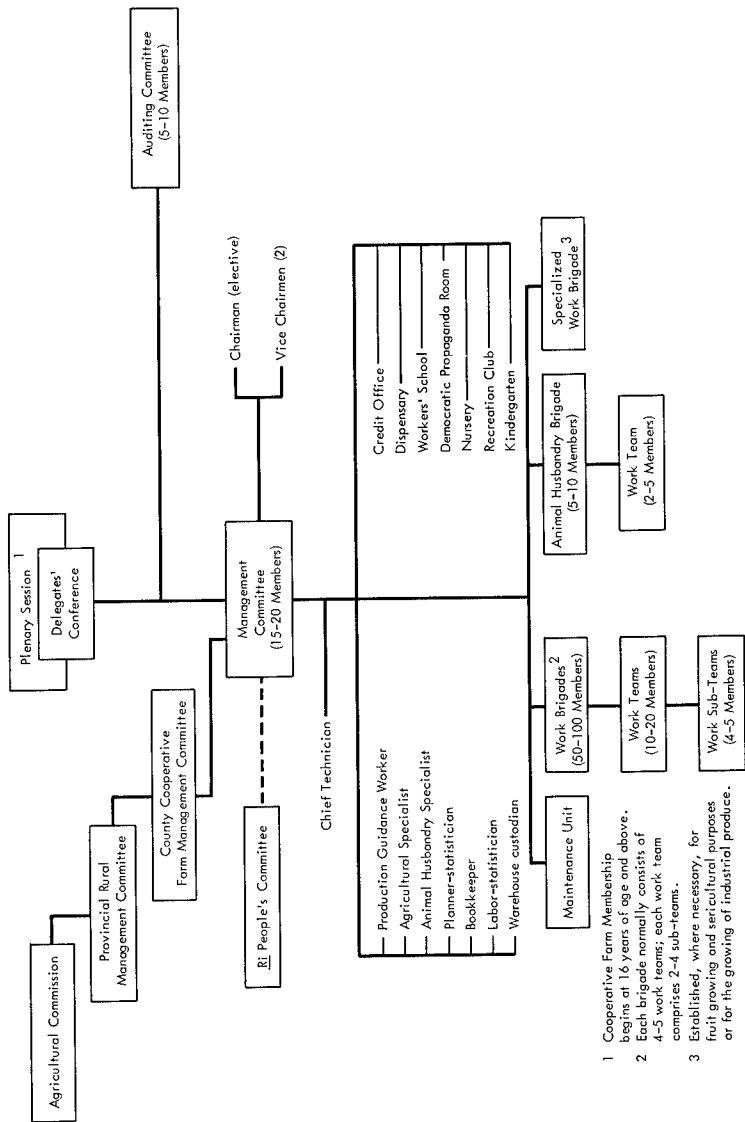 Plenary Session 1
Delegates'
Conference
Auditing Committee
(5-10 Members)
Agricultural Commission
Provincial Rural
Management Committee
County Cooperative
Farm Management Committee
Ri People's Committee
Management
Committee
(15-20 Members)
Chairman (elective)
Vice Chairmen (2)
Chief Technician
Production Guidance Worker
Agricultural Specialist
Animal Husbandry Specialist
Planner-statistician
Bookkeeper
Labor-statistician
Warehouse custodian
Credit Office
Dispensary
Workers' School
Democratic Propaganda Room
Nursery
Recreation Club
Kindergarten
Maintenance Unit
Work Brigades 2
(50-100 Members)
Work Teams
(10-20 Members)
Work Sub-Teams
(4-5 Members)
Animal Husbandry Brigade
(5-10 Members)
Work Team
(2-5 Members)
Specialized
Work Brigade 3
1 Cooperative Farm Membership
begins at 16 years of age and above.
2 Each brigade normally consists of
4-5 work teams; each work team
comprises 2-4 sub-teams.
3 Established, where necessary, for
fruit growing and sericultural purposes
or for the growing of industrial produce.